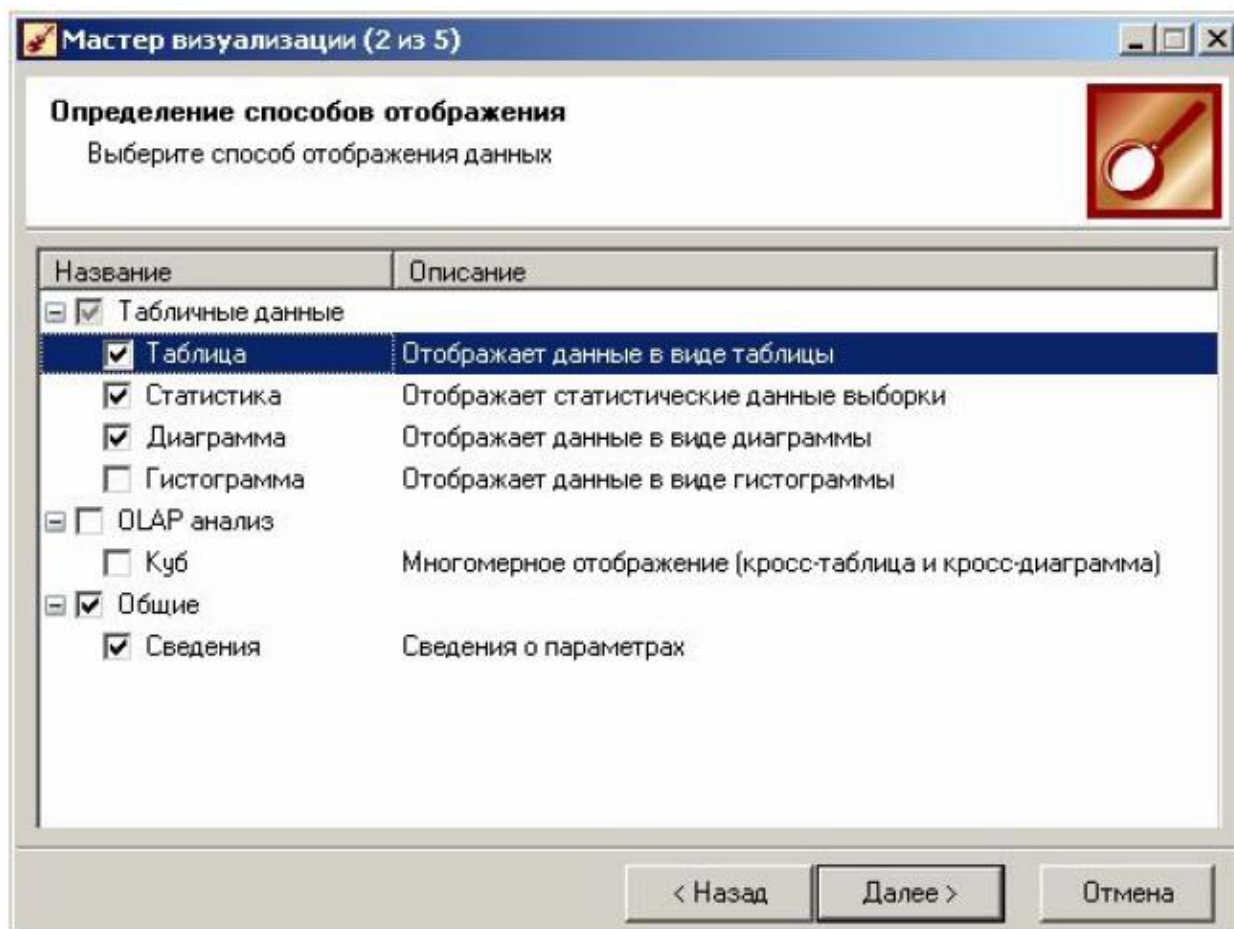 Мастер визуализации (2 из 5)
Определение способов отображения
Выберите способ отображения данных
Название Описание
Табличные данные
Таблица Отображает данные в виде таблицы
Статистика Отображает статистические данные выборки
Диаграмма Отображает данные в виде диаграммы
Гистограмма Отображает данные в виде гистограммы
OLAP анализ
Куб Многомерное отображение (кросс-таблица и кросс-диаграмма)
Общие
Сведения Сведения о параметрах
< Назад Далее > Отмена